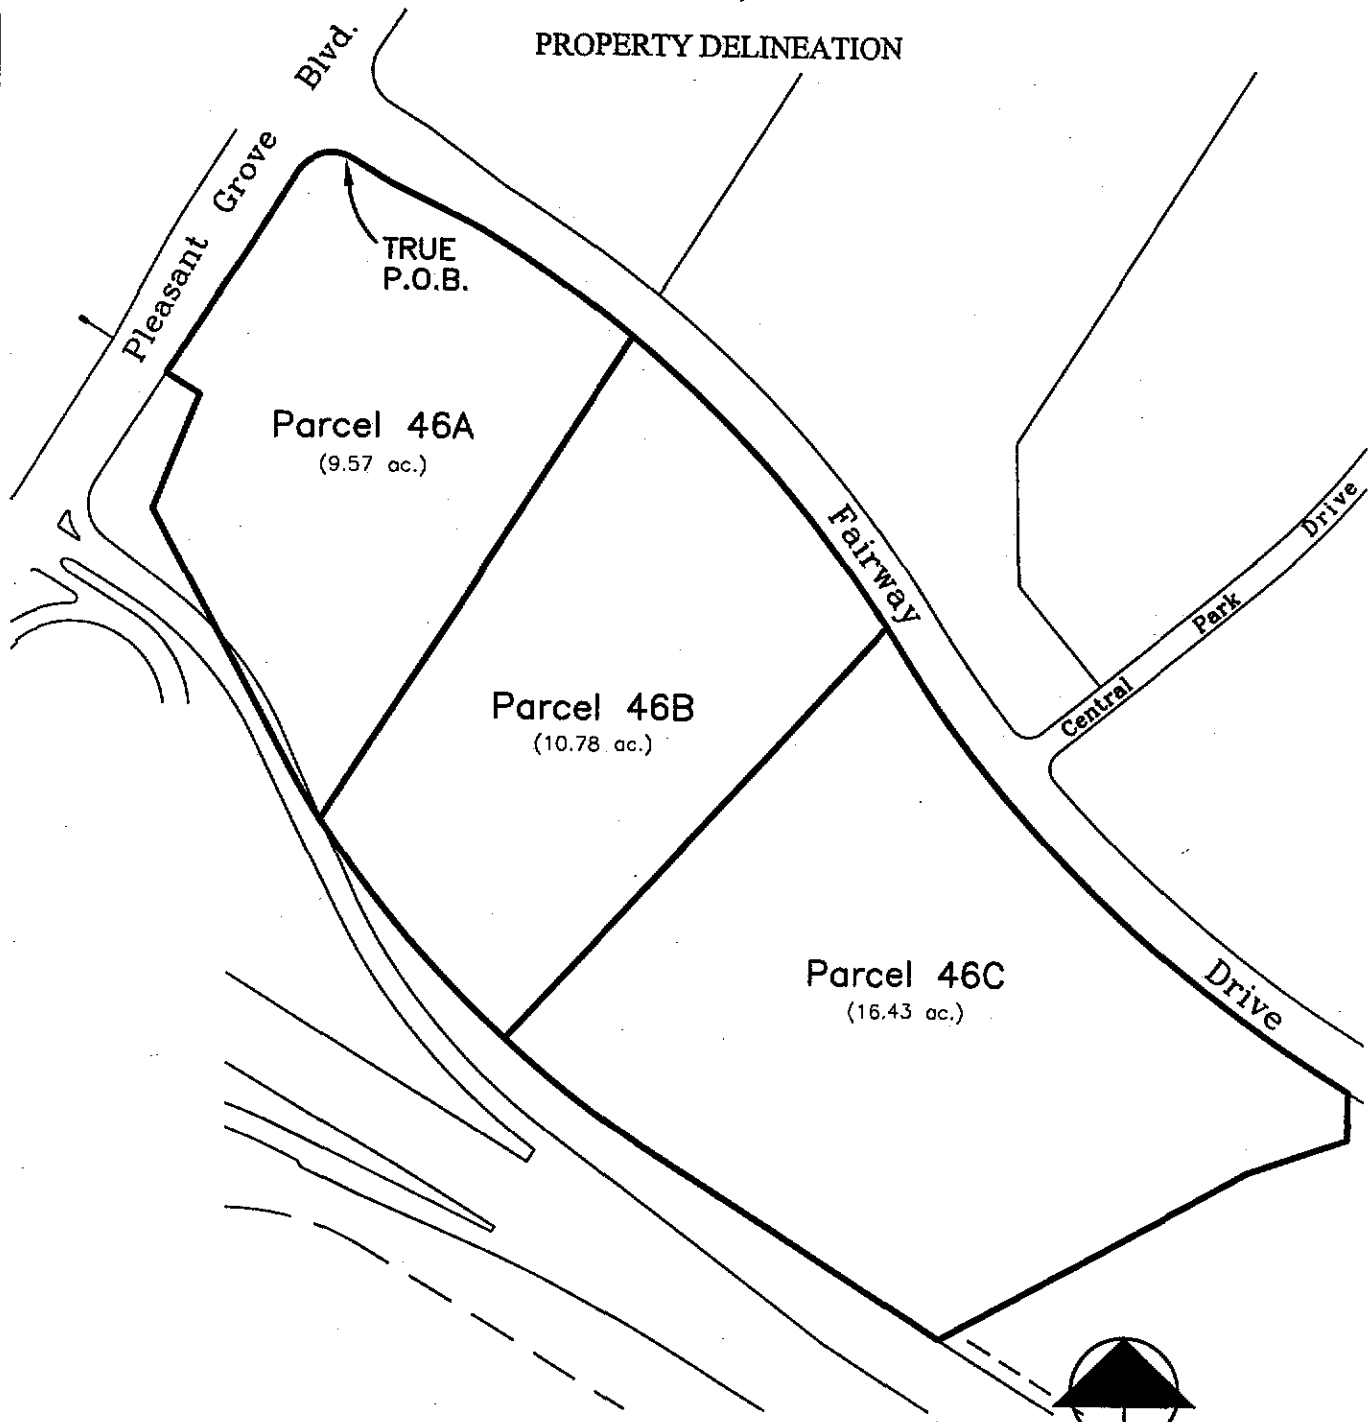 PROPERTY DELINEATION
Pleasant Grove Blvd.
TRUE
P.O.B.
Parcel 46A
(9.57 ac.)
Fairway Drive
Central Park Drive
Parcel 46B
(10.78 ac.)
Parcel 46C
(16.43 ac.)